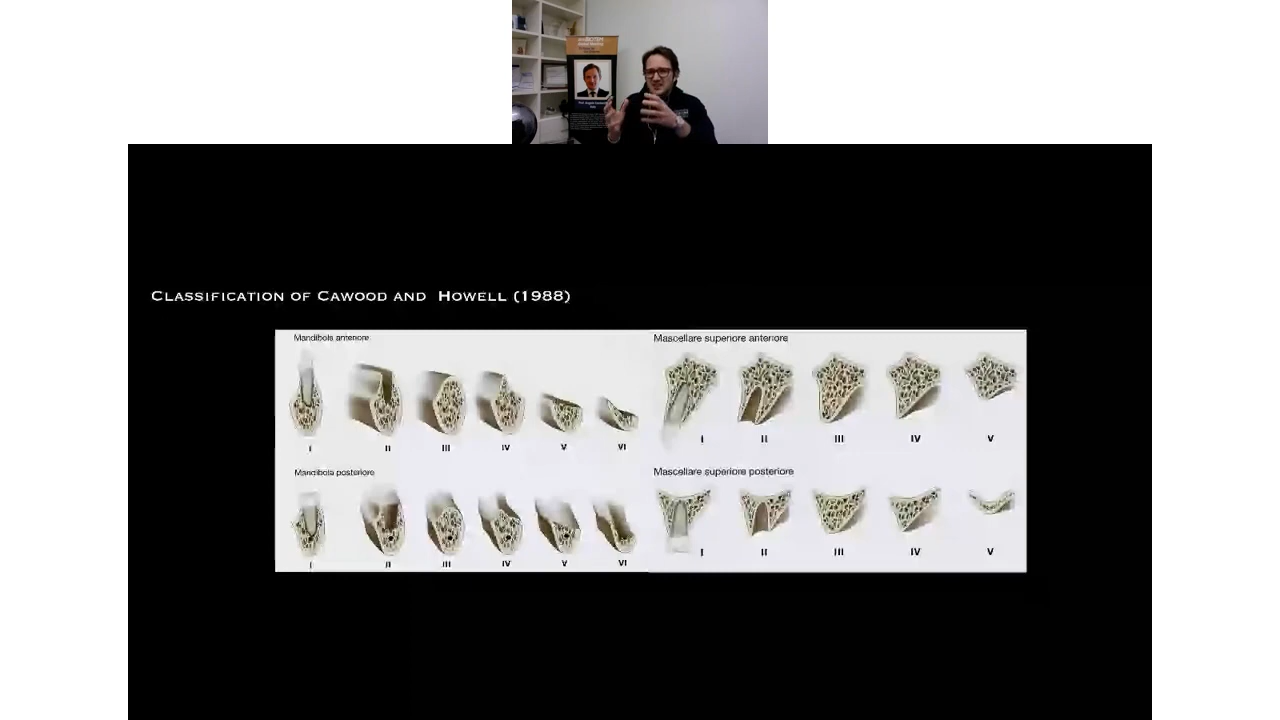 Classification of Cawood and Howell (1988)
Mandibola anteriore
I II III IV V VI
Mascellare superiore anteriore
I II III IV V
Mandibola posteriore
I II III IV V VI
Mascellare superiore posteriore
I II III IV V